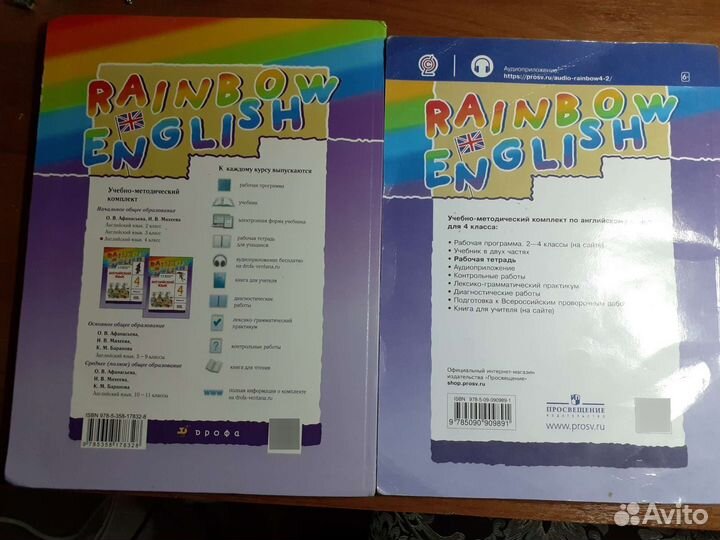 RAINBOW
ENGLISH
Учебно-методический
комплект
Начальное общее образование
О. В. Афанасьева, И. В. Михеева
Английский язык. 2 класс
Английский язык. 3 класс
Английский язык. 4 класс
Основное общее образование
О. В. Афанасьева,
И. В. Михеева,
К. М. Баранова
Английский язык. 5–9 классы
Среднее (полное) общее образование
О. В. Афанасьева,
И. В. Михеева,
К. М. Баранова
Английский язык. 10–11 классы
К каждому курсу выпускаются
рабочая программа
учебник
электронная форма учебника
рабочая тетрадь
для учащихся
аудиоприложение бесплатно
на drofa-ventana.ru
книга для учителя
диагностические
работы
лексико-грамматический
практикум
контрольные работы
книга для чтения
полная информация о комплекте
на drofa-ventana.ru
ISBN 978-5-358-17832-8
9 785358 178328
дрофа
Аудиоприложение:
https://prosv.ru/audio-rainbow4-2/
6+
RAINBOW
ENGLISH
Учебно-методический комплект по английскому
для 4 класса:
• Рабочая программа. 2—4 классы (на сайте)
• Учебник в двух частях
• Рабочая тетрадь
• Аудиоприложение
• Контрольные работы
• Лексико-грамматический практикум
• Диагностические работы
• Подготовка к Всероссийским проверочным
• Книга для учителя (на сайте)
Официальный интернет-магазин
издательства «Просвещение»
shop.prosv.ru
ISBN 978-5-09-090989-1
9 785090 909891
ПРОСВЕЩЕНИЕ
ИЗДАТЕЛЬСТВО
www.prosv.ru
Avito